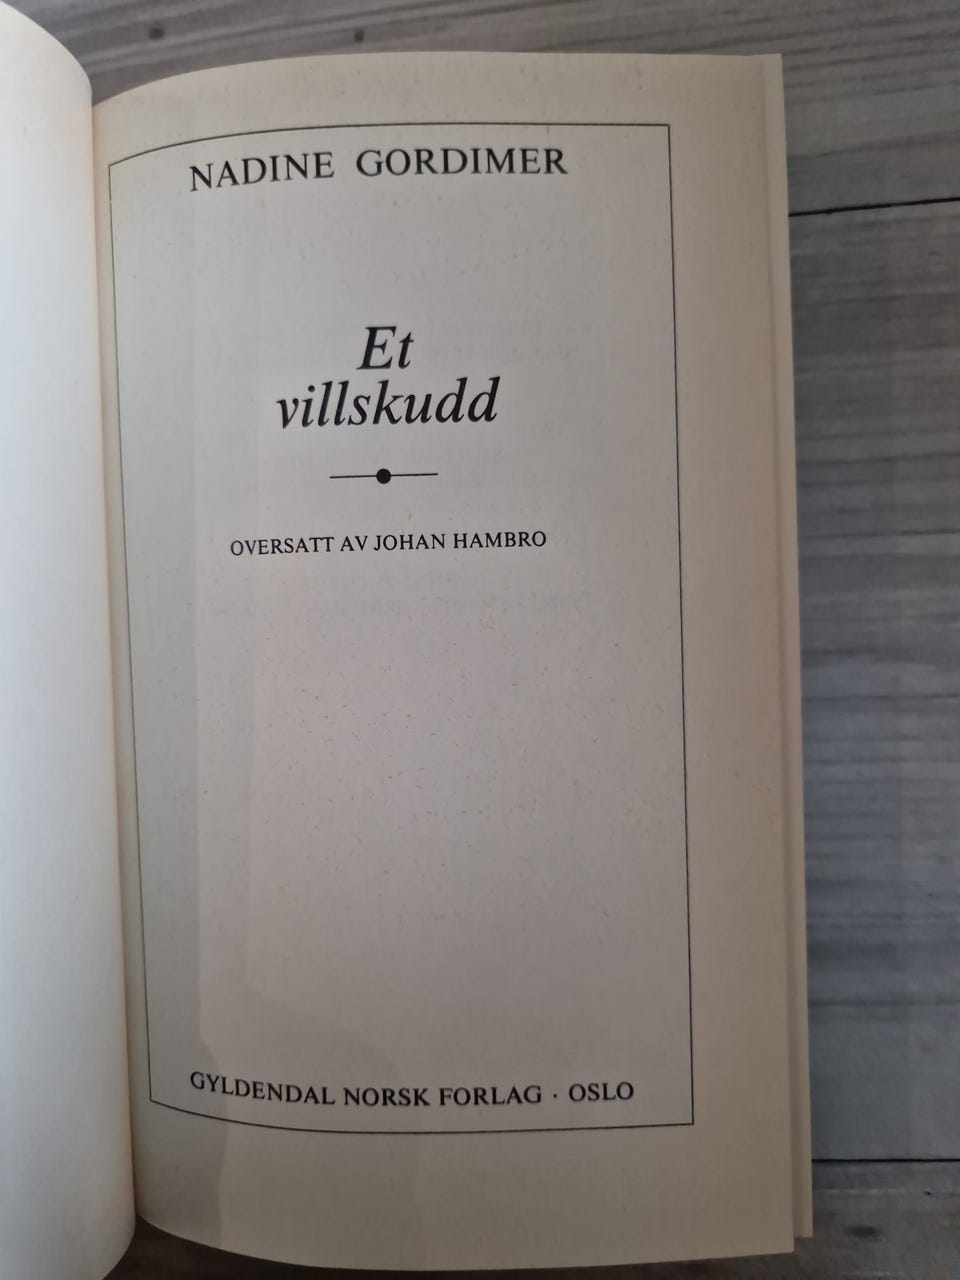 NADINE GORDIMER
Et
villskudd
OVERSATT AV JOHAN HAMBRO
GYLDENDAL NORSK FORLAG · OSLO